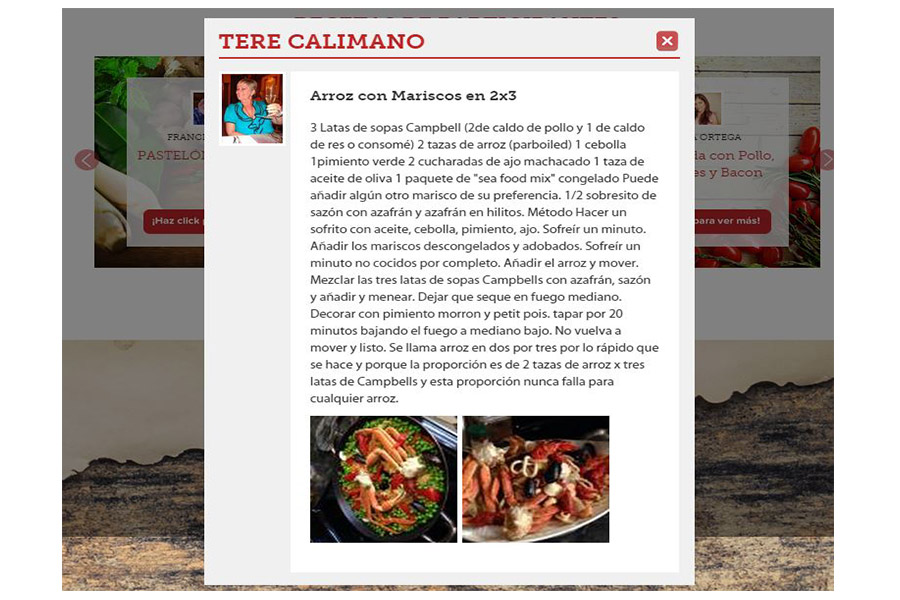 TERE CALIMANO
Arroz con Mariscos en 2x3
3 Latas de sopas Campbell (2de caldo de pollo y 1 de caldo
de res o consomé) 2 tazas de arroz (parboiled) 1 cebolla
1pimiento verde 2 cucharadas de ajo machacado 1 taza de
aceite de oliva 1 paquete de "sea food mix" congelado Puede
añadir algún otro marisco de su preferencia. 1/2 sobresito de
sazón con azafrán y azafrán en hilitos. Método Hacer un
sofrito con aceite, cebolla, pimiento, ajo. Sofreír un minuto.
Añadir los mariscos descongelados y adobados. Sofreír un
minuto no cocidos por completo. Añadir el arroz y mover.
Mezclar las tres latas de sopas Campbells con azafrán, sazón
y añadir y menear. Dejar que seque en fuego mediano.
Decorar con pimiento morron y petit pois. tapar por 20
minutos bajando el fuego a mediano bajo. No vuelva a
mover y listo. Se llama arroz en dos por tres por lo rápido que
se hace y porque la proporción es de 2 tazas de arroz x tres
latas de Campbells y esta proporción nunca falla para
cualquier arroz.
PASTELON
¡Haz click
ORTEGA
con Pollo,
y Bacon
para ver más!